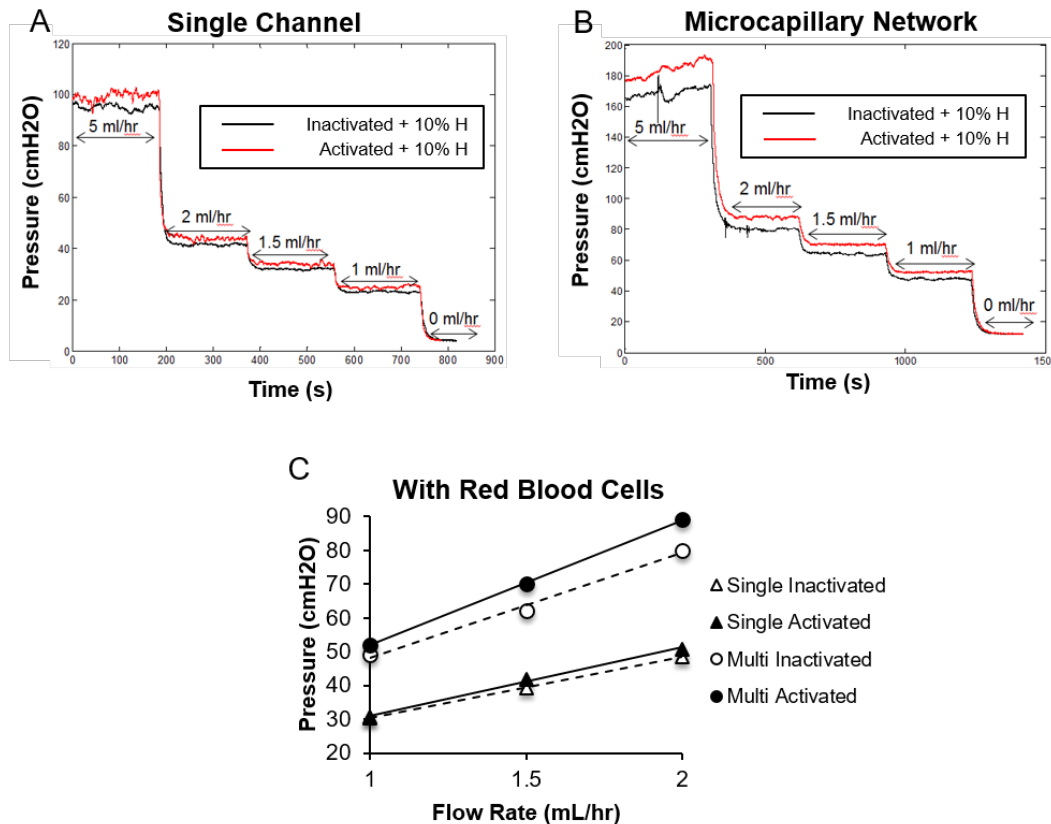 A
Single Channel
Pressure (cmH2O)
120
100
80
60
40
20
0
0
100
200
300
400
500
600
700
800
900
5 ml/hr
2 ml/hr
1.5 ml/hr
1 ml/hr
0 ml/hr
Inactivated + 10% H
Activated + 10% H
Time (s)
B
Microcapillary Network
Pressure (cmH2O)
200
180
160
140
120
100
80
60
40
20
0
0
500
1000
150
5 ml/hr
2 ml/hr
1.5 ml/hr
1 ml/hr
0 ml/hr
Inactivated + 10% H
Activated + 10% H
Time (s)
C
With Red Blood Cells
Pressure (cmH2O)
90
80
70
60
50
40
30
20
1
1.5
2
Flow Rate (mL/hr)
Single Inactivated
Single Activated
Multi Inactivated
Multi Activated